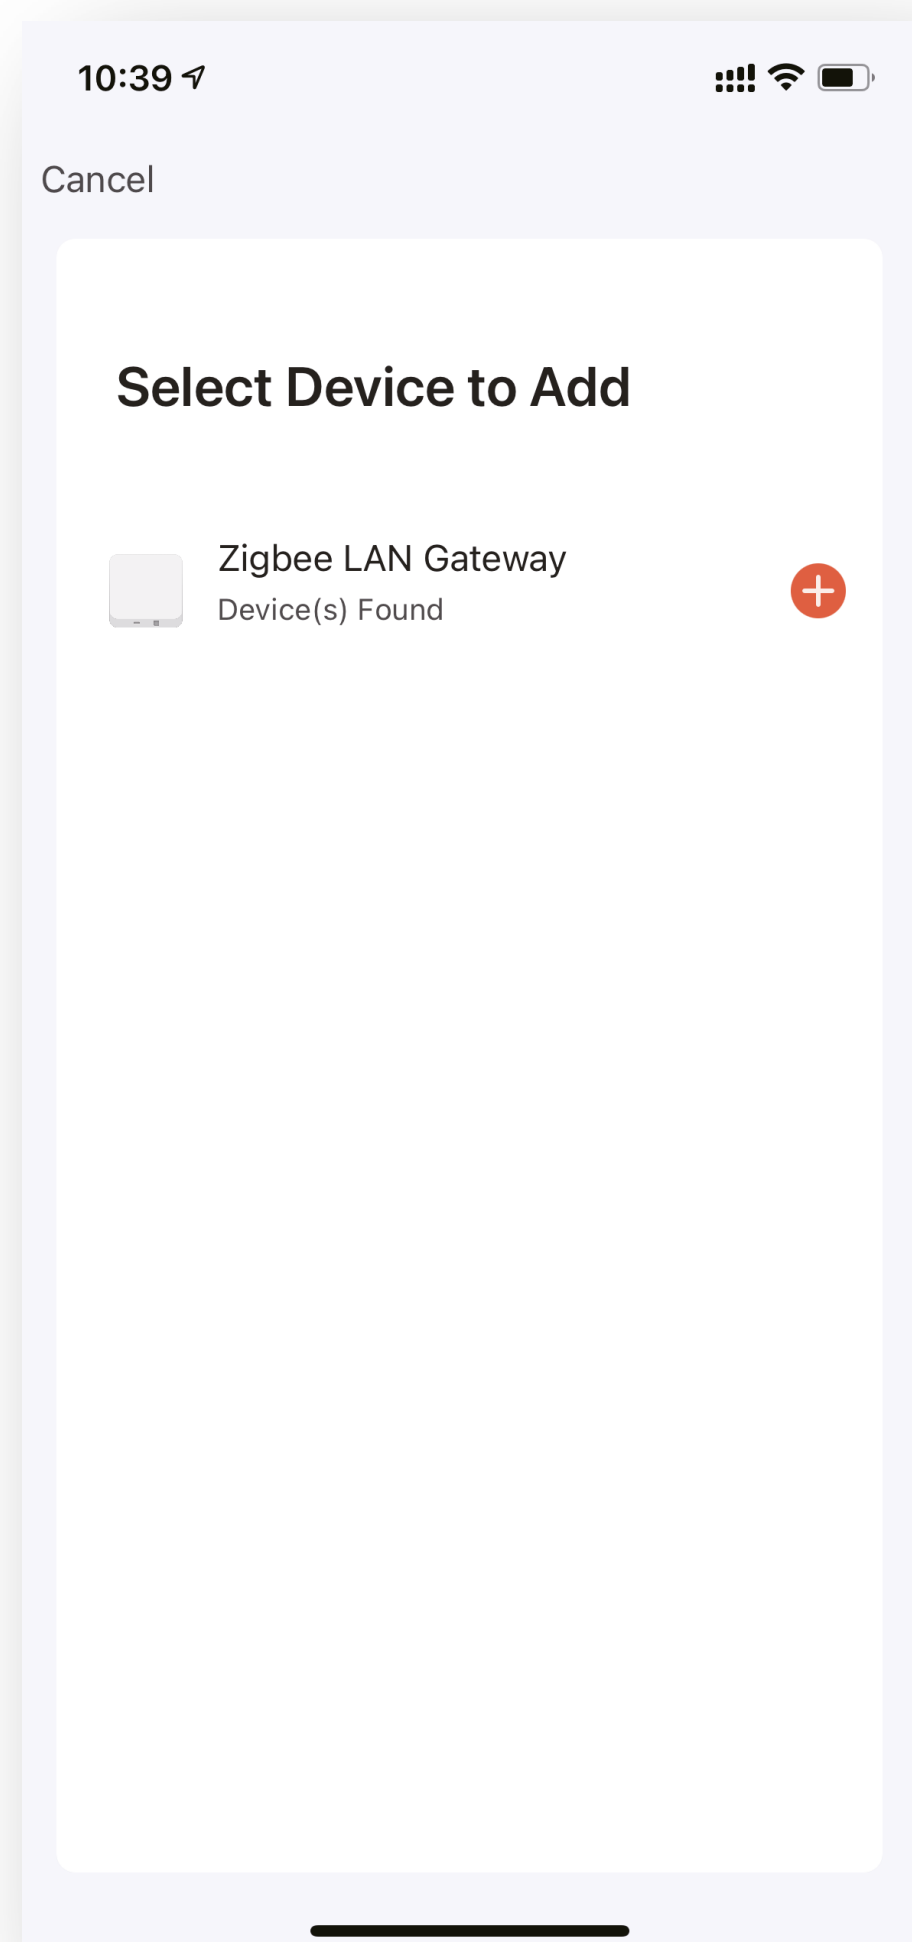 10:39
Cancel
Select Device to Add
Zigbee LAN Gateway
Device(s) Found